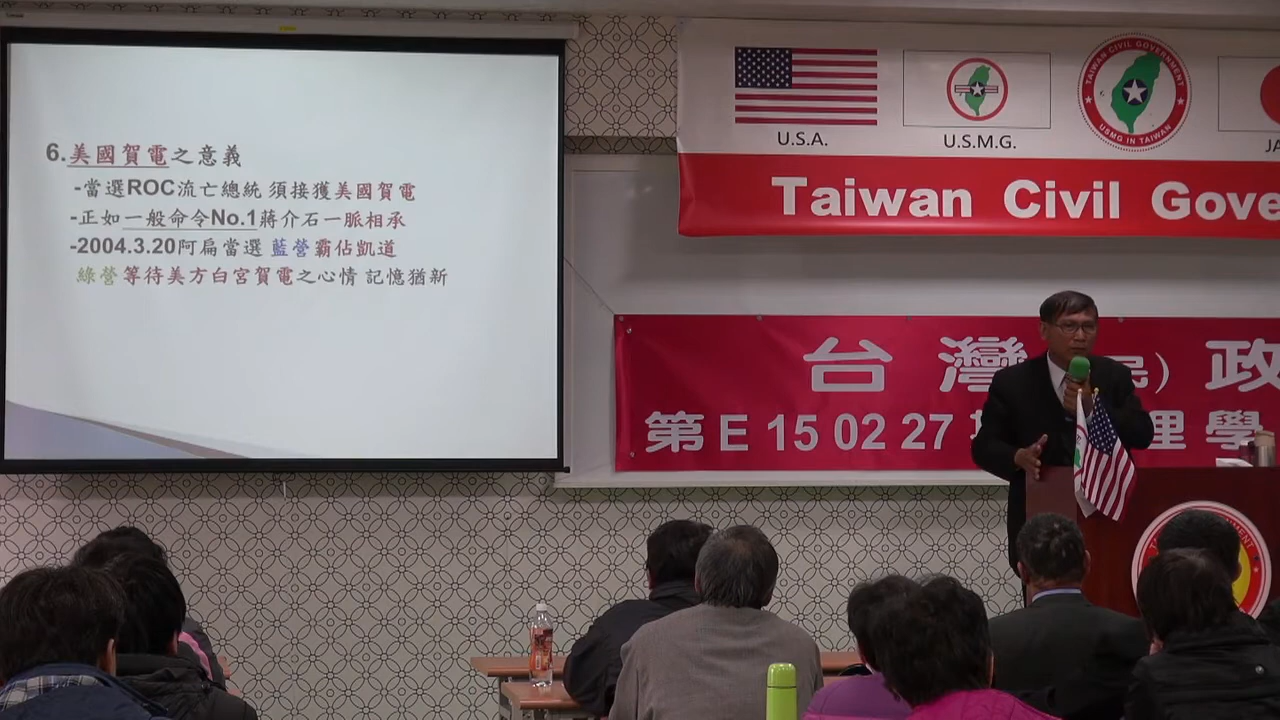 6.美國賀電之意義
-當選ROC流亡總統 須接獲美國賀電
-正如一般命令No.1蔣介石一脈相承
-2004.3.20阿扁當選 藍營霸佔凱道
綠營等待美方白宮賀電之心情 記憶猶新
TAIWAN CIVIL GOVERNMENT
USMG IN TAIWAN
U.S.A.
U.S.M.G.
JA
Taiwan Civil Gove
台灣 民）政
第E 15 02 27 理學